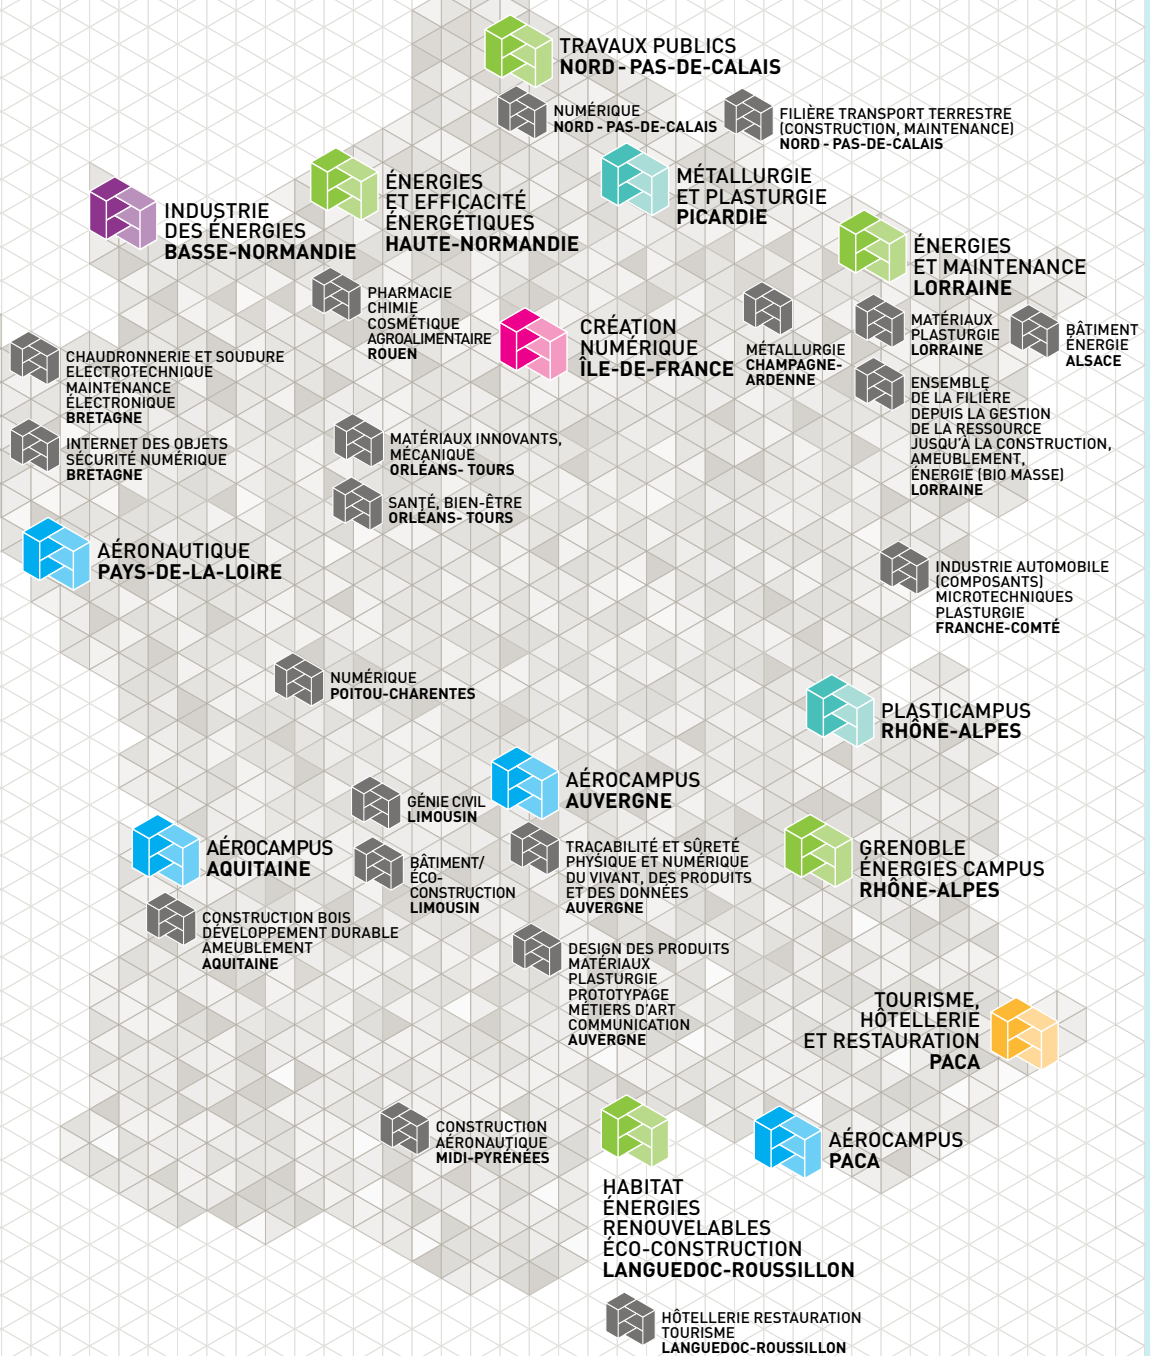 TRAVAUX PUBLICS
NORD - PAS-DE-CALAIS
NUMÉRIQUE
NORD - PAS-DE-CALAIS
FILIÈRE TRANSPORT TERRESTRE
(CONSTRUCTION, MAINTENANCE)
NORD - PAS-DE-CALAIS
ÉNERGIES
ET EFFICACITÉ
ÉNERGÉTIQUES
HAUTE-NORMANDIE
MÉTALLURGIE
ET PLASTURGIE
PICARDIE
INDUSTRIE
DES ÉNERGIES
BASSE-NORMANDIE
ÉNERGIES
ET MAINTENANCE
LORRAINE
PHARMACIE
CHIMIE
COSMÉTIQUE
AGROALIMENTAIRE
ROUEN
CRÉATION
NUMÉRIQUE
ÎLE-DE-FRANCE
MÉTALLURGIE
CHAMPAGNE-
ARDENNE
MATÉRIAUX
PLASTURGIE
LORRAINE
BÂTIMENT
ÉNERGIE
ALSACE
CHAUDRONNERIE ET SOUDURE
ELECTROTECHNIQUE
MAINTENANCE
ÉLECTRONIQUE
BRETAGNE
ENSEMBLE
DE LA FILIÈRE
DEPUIS LA GESTION
DE LA RESSOURCE
JUSQU'À LA CONSTRUCTION,
AMEUBLEMENT,
ÉNERGIE (BIO MASSE)
LORRAINE
INTERNET DES OBJETS
SÉCURITÉ NUMÉRIQUE
BRETAGNE
MATÉRIAUX INNOVANTS,
MÉCANIQUE
ORLÉANS- TOURS
SANTÉ, BIEN-ÊTRE
ORLÉANS- TOURS
AÉRONAUTIQUE
PAYS-DE-LA-LOIRE
INDUSTRIE AUTOMOBILE
(COMPOSANTS)
MICROTECHNIQUES
PLASTURGIE
FRANCHE-COMTÉ
NUMÉRIQUE
POITOU-CHARENTES
PLASTICAMPUS
RHÔNE-ALPES
AÉROCAMPUS
AUVERGNE
GÉNIE CIVIL
LIMOUSIN
AÉROCAMPUS
AQUITAINE
BÂTIMENT/
ÉCO-
CONSTRUCTION
LIMOUSIN
TRACABILITÉ ET SÛRETÉ
PHYSIQUE ET NUMÉRIQUE
DU VIVANT, DES PRODUITS
ET DES DONNÉES
AUVERGNE
GRENOBLE
ÉNERGIES CAMPUS
RHÔNE-ALPES
CONSTRUCTION BOIS
DÉVELOPPEMENT DURABLE
AMEUBLEMENT
AQUITAINE
DESIGN DES PRODUITS
MATÉRIAUX
PLASTURGIE
PROTOTYPAGE
MÉTIERS D'ART
COMMUNICATION
AUVERGNE
TOURISME,
HÔTELLERIE
ET RESTAURATION
PACA
CONSTRUCTION
AÉRONAUTIQUE
MIDI-PYRÉNÉES
AÉROCAMPUS
PACA
HABITAT
ÉNERGIES
RENOUVELABLES
ÉCO-CONSTRUCTION
LANGUEDOC-ROUSSILLON
HÔTELLERIE RESTAURATION
TOURISME
LANGUEDOC-ROUSSILLON